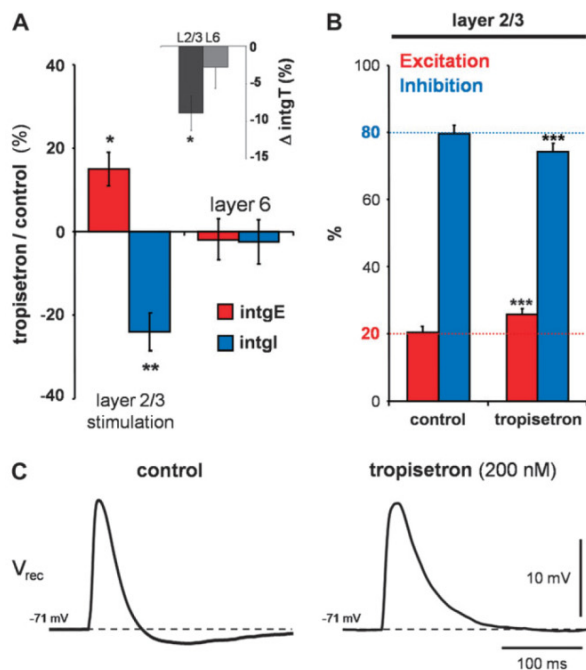 A
tropisetron / control (%)
40
20
0
-20
-40
*
**
L2/3 L6
0
-5
-10
-15
Δ intgT (%)
*
layer 6
intgE
intgI
layer 2/3
stimulation
B
layer 2/3
Excitation
Inhibition
%
100
80
60
40
20
0
80
20
***
***
control
tropisetron
C
control
tropisetron (200 nM)
Vrec
-71 mV
-71 mV
10 mV
100 ms